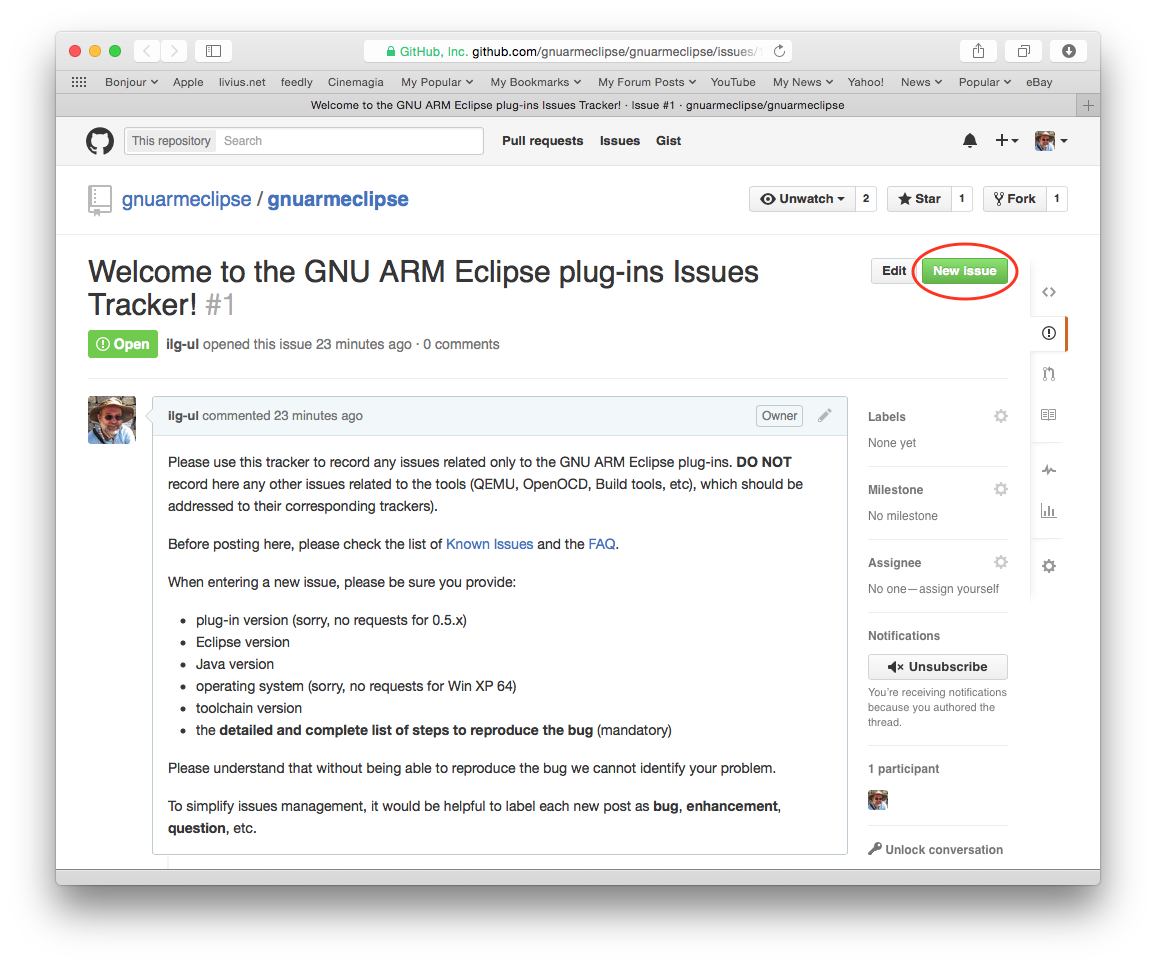 GitHub, Inc. github.com/gnuarmeclipse/gnuarmeclipse/issues/
Bonjour Apple livius.net feedly Cinemagia My Popular My Bookmarks My Forum Posts YouTube My News Yahoo! News Popular eBay
Welcome to the GNU ARM Eclipse plug-ins Issues Tracker! · Issue #1 · gnuarmeclipse/gnuarmeclipse
This repository Search Pull requests Issues Gist
gnuarmeclipse / gnuarmeclipse Unwatch 2 Star 1 Fork 1
Welcome to the GNU ARM Eclipse plug-ins Issues
Tracker! #1
Edit New Issue
Open ilg-ul opened this issue 23 minutes ago · 0 comments
ilg-ul commented 23 minutes ago Owner
Please use this tracker to record any issues related only to the GNU ARM Eclipse plug-ins. DO NOT
record here any other issues related to the tools (QEMU, OpenOCD, Build tools, etc), which should be
addressed to their corresponding trackers).
Before posting here, please check the list of Known Issues and the FAQ.
When entering a new issue, please be sure you provide:
• plug-in version (sorry, no requests for 0.5.x)
• Eclipse version
• Java version
• operating system (sorry, no requests for Win XP 64)
• toolchain version
• the detailed and complete list of steps to reproduce the bug (mandatory)
Please understand that without being able to reproduce the bug we cannot identify your problem.
To simplify issues management, it would be helpful to label each new post as bug, enhancement,
question, etc.
Labels
None yet
Milestone
No milestone
Assignee
No one—assign yourself
Notifications
Unsubscribe
You're receiving notifications
because you authored the
thread.
1 participant
Unlock conversation